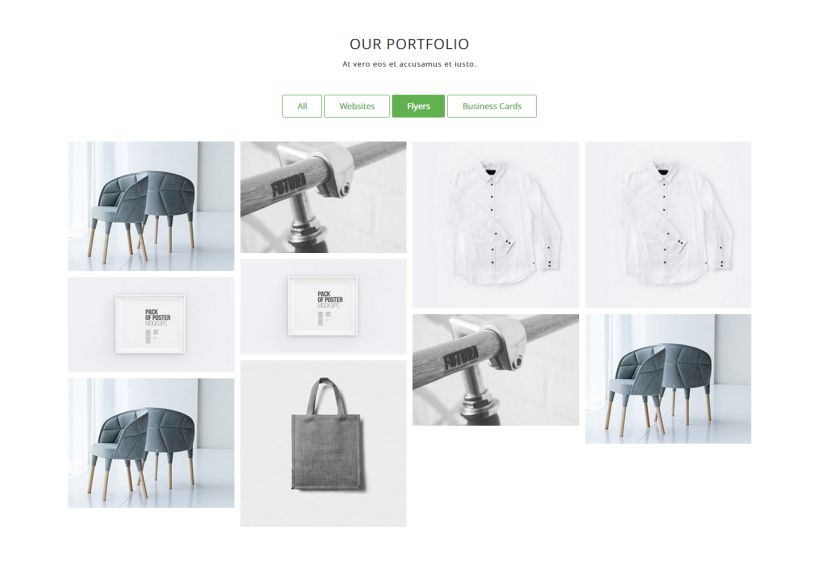 OUR PORTFOLIO
At vero eos et accusamus et iusto.
All
Websites
Flyers
Business Cards
FUTURA
PACK
OF POSTER
MOCKUPS
PACK
OF POSTER
MOCKUPS
FUTURA